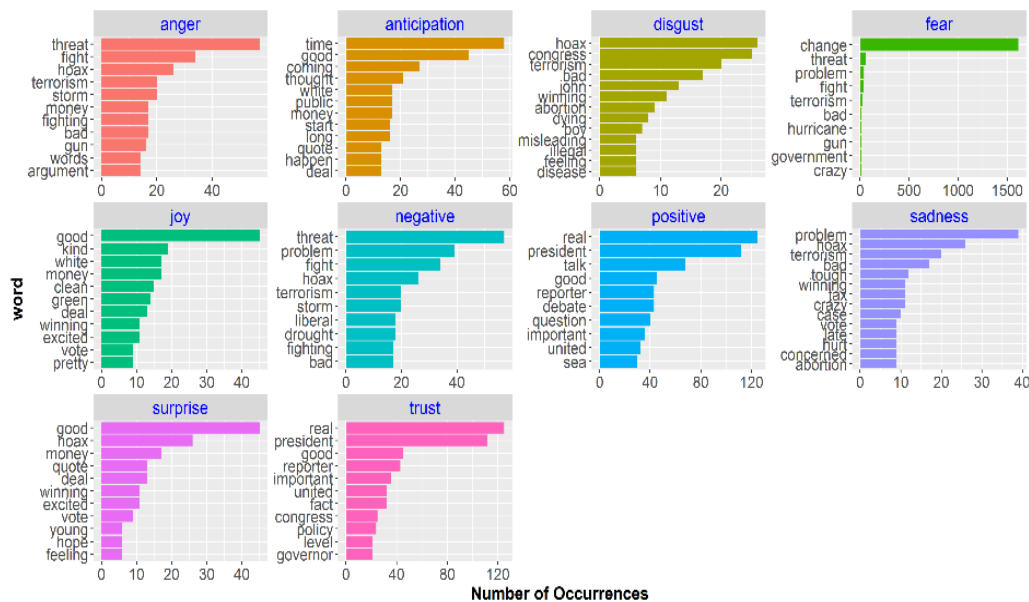 anger
threat
fight
hoax
terrorism
storm
money
fighting
bad
gun
words
argument
0 20 40
anticipation
time
good
coming
thought
white
public
money
start
long
quote
happen
deal
0 20 40 60
disgust
hoax
congress
terrorism
bad
john
winning
abortion
dying
boy
misleading
illegal
feeling
disease
0 10 20
fear
change
threat
problem
fight
terrorism
bad
hurricane
gun
government
crazy
0 500 1000 1500
joy
good
kind
white
money
clean
green
deal
winning
excited
vote
pretty
0 10 20 30 40
negative
threat
problem
fight
hoax
terrorism
storm
liberal
drought
fighting
bad
0 20 40
positive
real
president
talk
good
reporter
debate
question
important
united
sea
0 40 80 120
sadness
problem
hoax
terrorism
bad
tough
winning
tax
crazy
case
vote
late
hurt
concerned
abortion
0 10 20 30 40
surprise
good
hoax
money
quote
deal
winning
excited
vote
young
hope
feeling
0 10 20 30 40
trust
real
president
good
reporter
important
united
fact
congress
policy
level
governor
0 40 80 120
word
Number of Occurrences